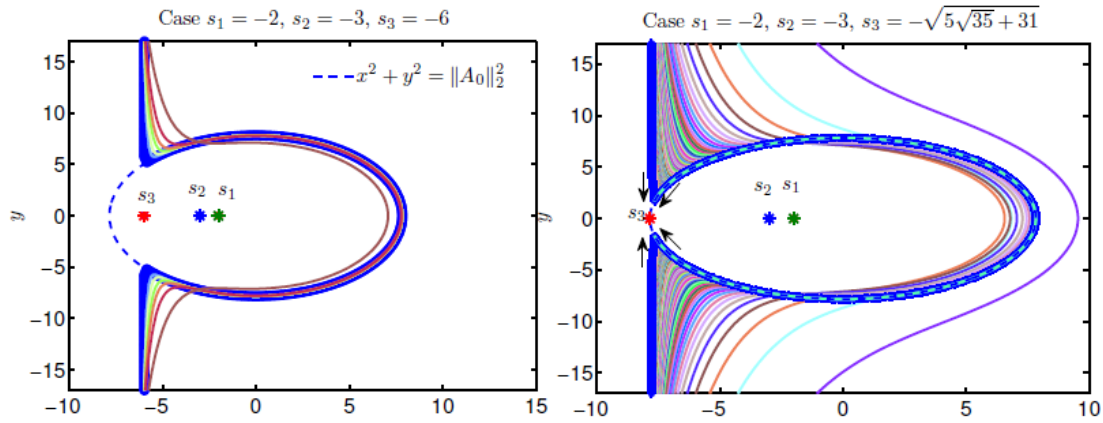 Case s₁ = −2, s₂ = −3, s₃ = −6
15
10
5
0
−5
−10
−15
y
x² + y² = ‖A₀‖₂²
s₃
s₂
s₁
−10
−5
0
5
10
15
Case s₁ = −2, s₂ = −3, s₃ = −√(5√35 + 31)
15
10
5
0
−5
−10
−15
y
s₃
s₂
s₁
−10
−5
0
5
10